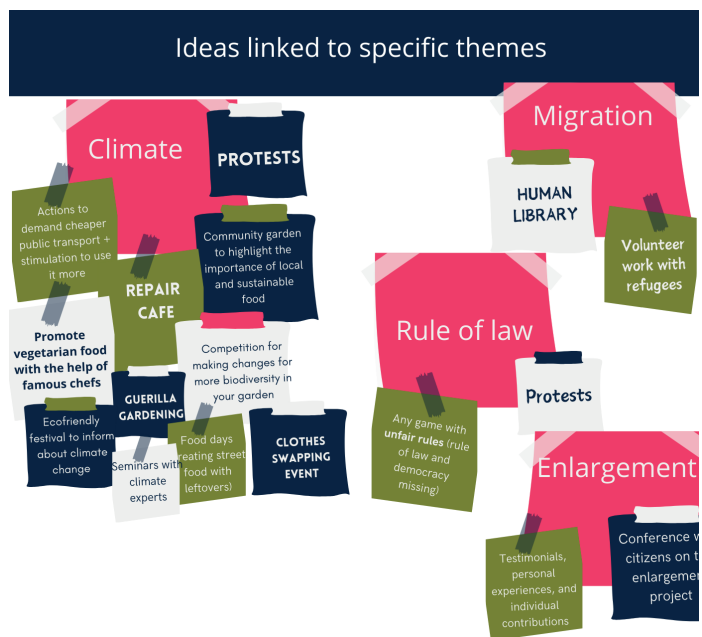 Ideas linked to specific themes
Climate
PROTESTS
Actions to
demand cheaper
public transport +
stimulation to use
it more
Community garden
to highlight the
importance of local
and sustainable
food
REPAIR
CAFE
Promote
vegetarian food
with the help of
famous chefs
Competition for
making changes for
more biodiversity in
your garden
GUERILLA
GARDENING
Ecofriendly
festival to inform
about climate
change
Seminars with
climate
experts
Food days
reating street
food with
leftovers)
CLOTHES
SWAPPING
EVENT
Migration
HUMAN
LIBRARY
Volunteer
work with
refugees
Rule of law
Protests
Any game with
unfair rules (rule
of law and
democracy
missing)
Enlargement
Testimonials,
personal
experiences, and
individual
contributions
Conference w
citizens on t
enlargemen
project